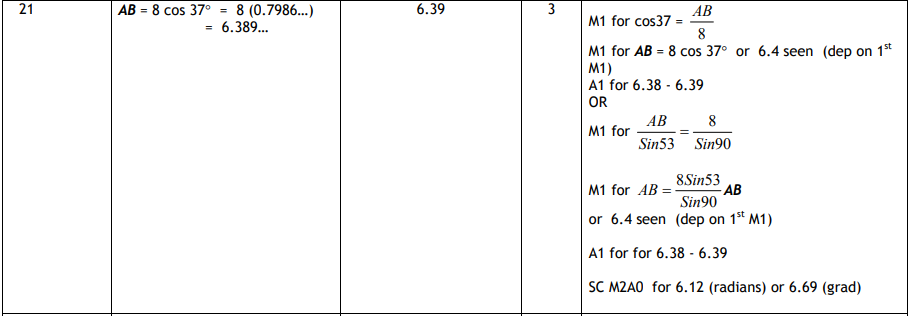 21 AB = 8 cos 37° = 8 (0.7986…) 6.39 3
= 6.389…
M1 for cos37 = AB / 8
M1 for AB = 8 cos 37° or 6.4 seen (dep on 1st
M1)
A1 for 6.38 - 6.39
OR
M1 for AB / Sin53 = 8 / Sin90
M1 for AB = 8Sin53 / Sin90 AB
or 6.4 seen (dep on 1st M1)
A1 for for 6.38 - 6.39
SC M2A0 for 6.12 (radians) or 6.69 (grad)